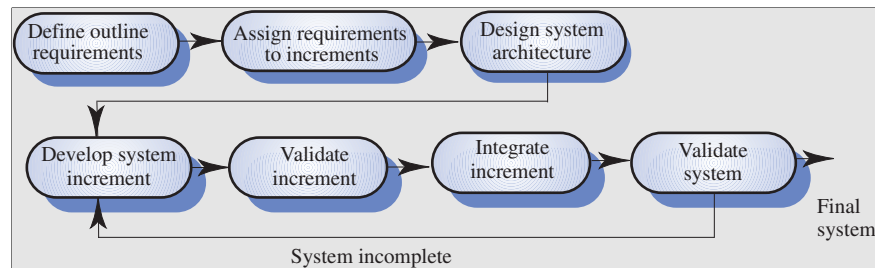 Define outline
requirements
Assign requirements
to increments
Design system
architecture
Develop system
increment
Validate
increment
Integrate
increment
Validate
system
Final
system
System incomplete